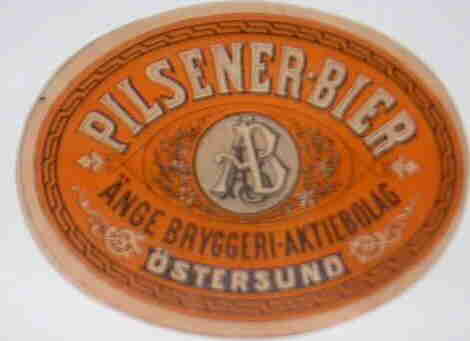 PILSENER-BIER
AB
ÄNGE BRYGGERI-AKTIEBOLAG
ÖSTERSUND